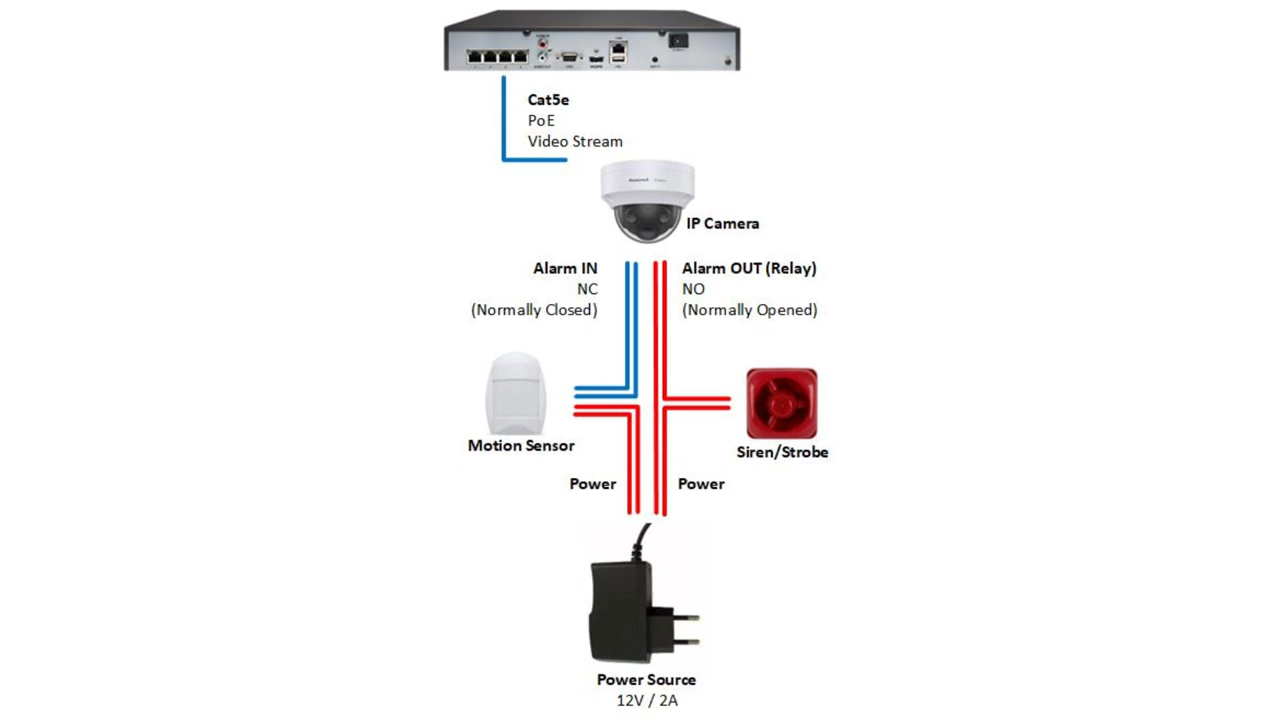 Cat5e
PoE
Video Stream
Honeywell
IP Camera
Alarm IN
NC
(Normally Closed)
Alarm OUT (Relay)
NO
(Normally Opened)
Motion Sensor
Siren/Strobe
Power
Power
Power Source
12V / 2A